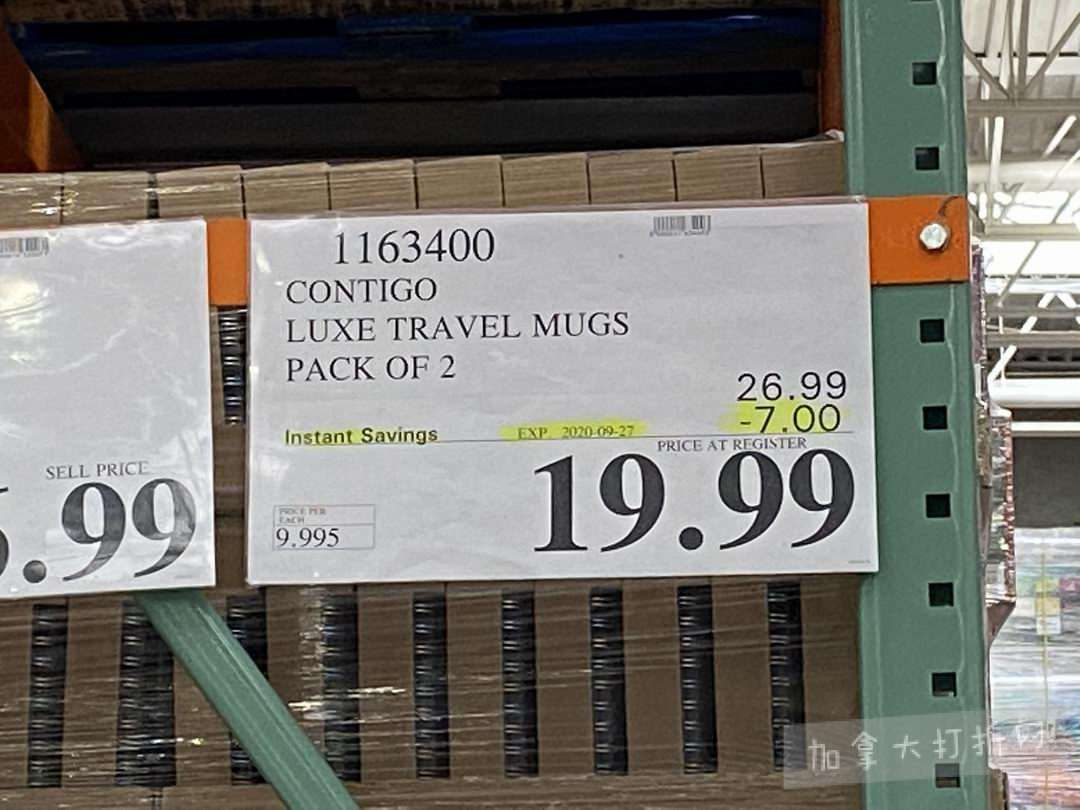 SELL PRICE
.99
1163400
CONTIGO
LUXE TRAVEL MUGS
PACK OF 2
26.99
-7.00
Instant Savings EXP. 2020-09-27
PRICE AT REGISTER
19.99
PRICE PER
EACH
9.995
加拿大打折网